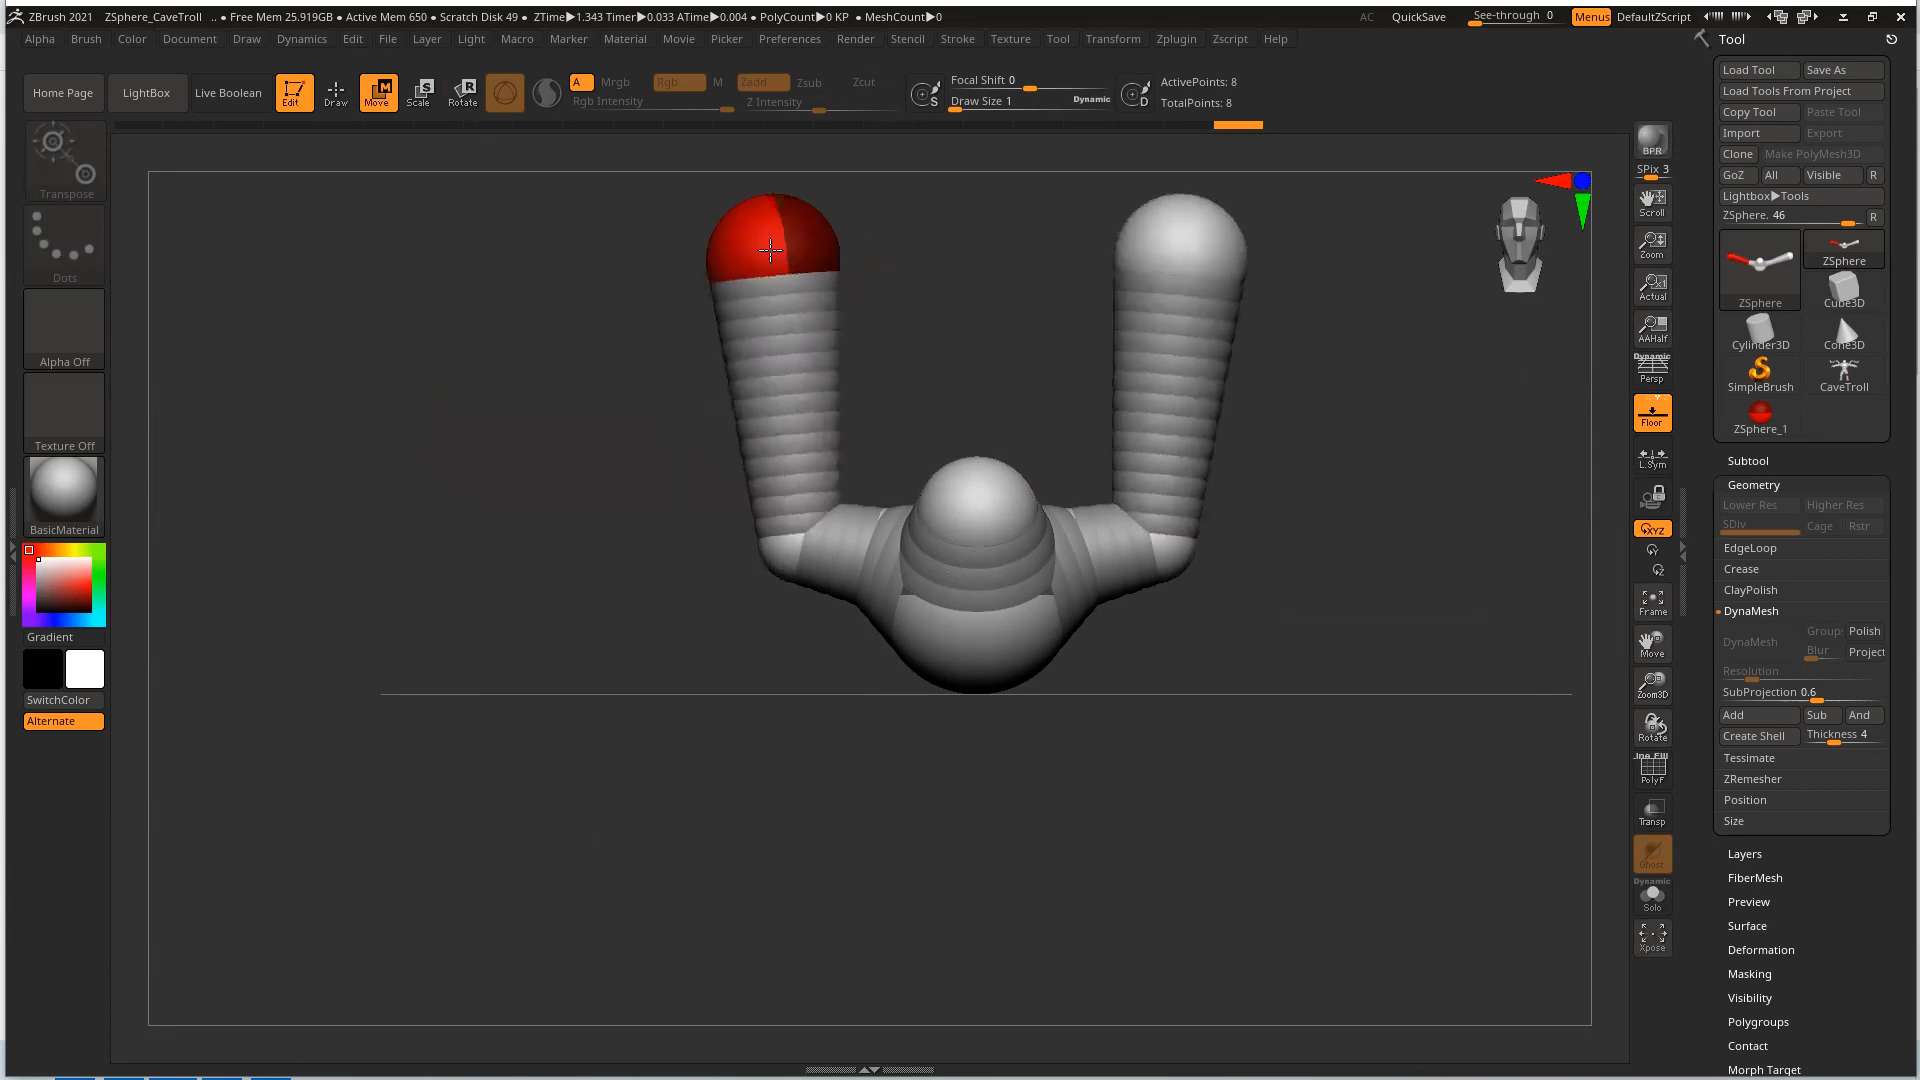 ZBrush 2021 ZSphere_CaveTroll .. ● Free Mem 25.919GB ● Active Mem 650 ● Scratch Disk 49 ● ZTime▶1.343 Timer▶0.033 ATime▶0.004 ● PolyCount▶0 KP ● MeshCount▶0 AC QuickSave See-through 0 Menus DefaultZScript
Alpha Brush Color Document Draw Dynamics Edit File Layer Light Macro Marker Material Movie Picker Preferences Render Stencil Stroke Texture Tool Transform Zplugin Zscript Help
Home Page LightBox Live Boolean Edit Draw Move Scale Rotate
A Mrgb Rgb M Zadd Zsub Zcut
Rgb Intensity Z Intensity
S Focal Shift 0
Draw Size 1 Dynamic D
ActivePoints: 8
TotalPoints: 8
Transpose
Dots
Alpha Off
Texture Off
BasicMaterial
Gradient
SwitchColor
Alternate
BPR
SPix 3
Scroll
Zoom
Actual
AAHalf
Dynamic
Persp
Floor
L.Sym
XYZ
Y
Z
Frame
Move
Zoom3D
Rotate
Line Fill
PolyF
Transp
Ghost
Dynamic
Solo
Xpose
Tool
Load Tool Save As
Load Tools From Project
Copy Tool Paste Tool
Import Export
Clone Make PolyMesh3D
GoZ All Visible R
Lightbox▶Tools
ZSphere. 46 R
ZSphere ZSphere
Cube3D
Cylinder3D Cone3D
SimpleBrush CaveTroll
ZSphere_1
Subtool
Geometry
Lower Res Higher Res
SDiv Cage Rstr
EdgeLoop
Crease
ClayPolish
DynaMesh
DynaMesh Group: Polish
Blur Project
Resolution
SubProjection 0.6
Add Sub And
Create Shell Thickness 4
Tessimate
ZRemesher
Position
Size
Layers
FiberMesh
Preview
Surface
Deformation
Masking
Visibility
Polygroups
Contact
Morph Target